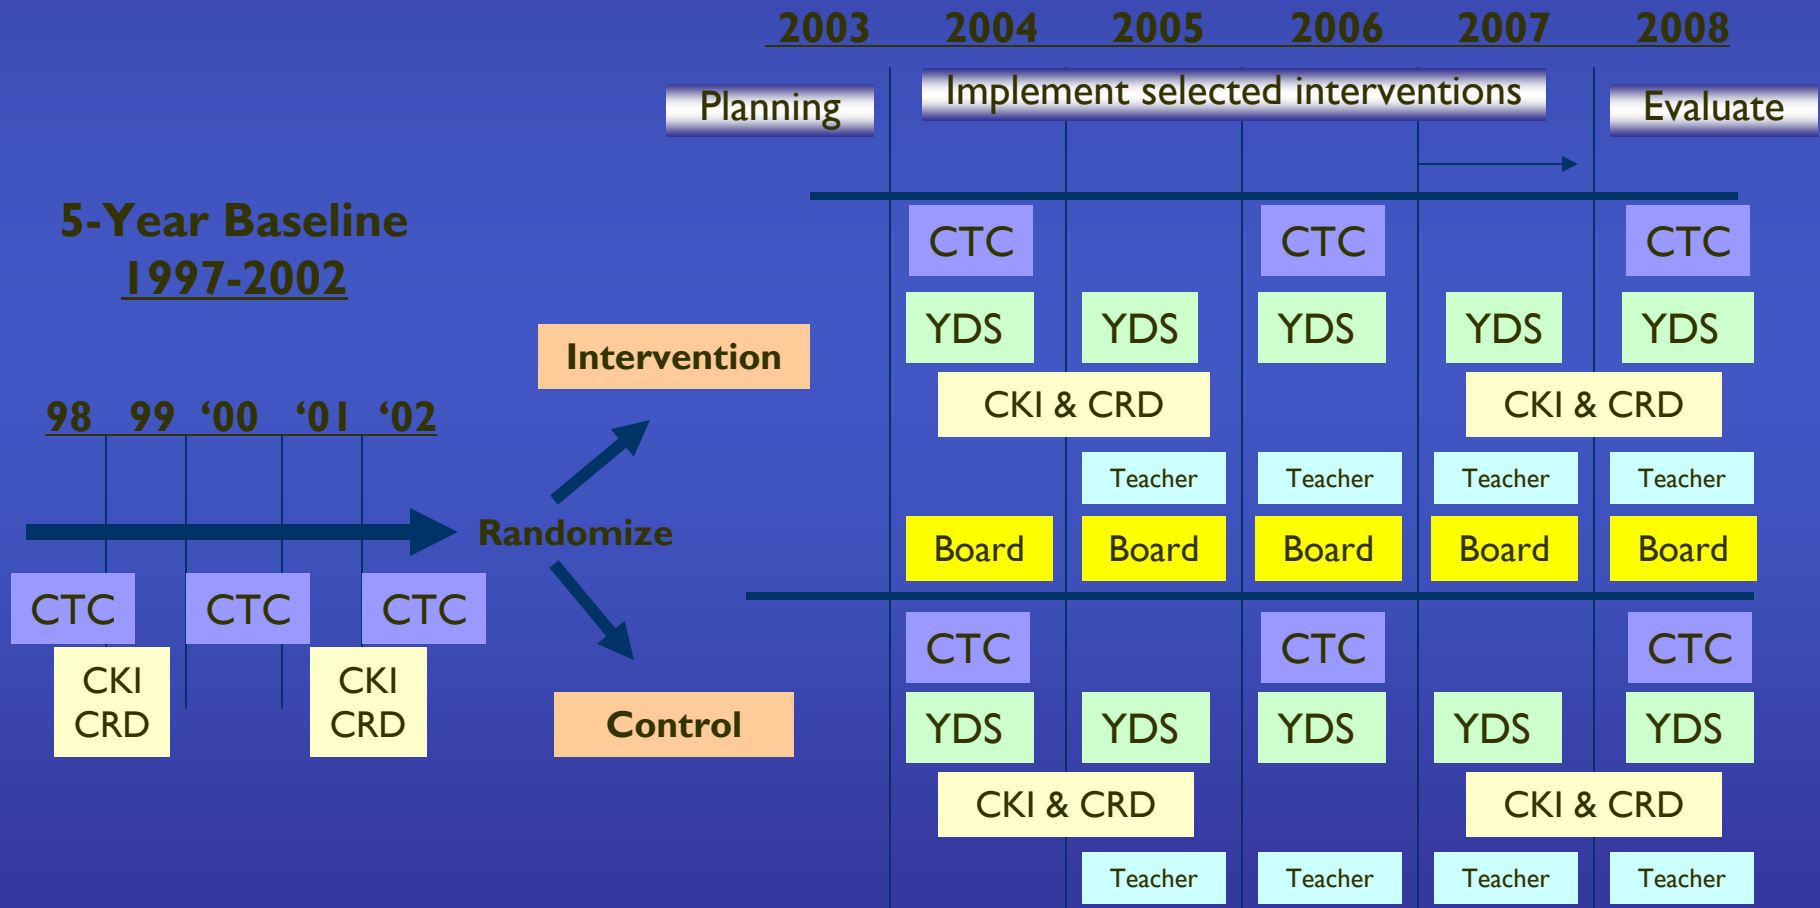 2003 2004 2005 2006 2007 2008
Planning Implement selected interventions Evaluate
5-Year Baseline
1997-2002
98 99 ‘00 ‘01 ‘02
CTC CTC CTC
CKI CKI
CRD CRD
Randomize
Intervention
CTC CTC CTC
YDS YDS YDS YDS YDS
CKI & CRD CKI & CRD
Teacher Teacher Teacher Teacher
Board Board Board Board Board
Control
CTC CTC CTC
YDS YDS YDS YDS YDS
CKI & CRD CKI & CRD
Teacher Teacher Teacher Teacher